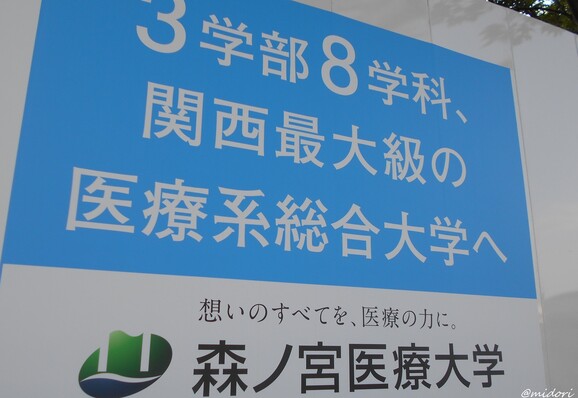 3学部8学科、
関西最大級の
医療系総合大学へ
想いのすべてを、医療の力に。
森ノ宮医療大学
@midori